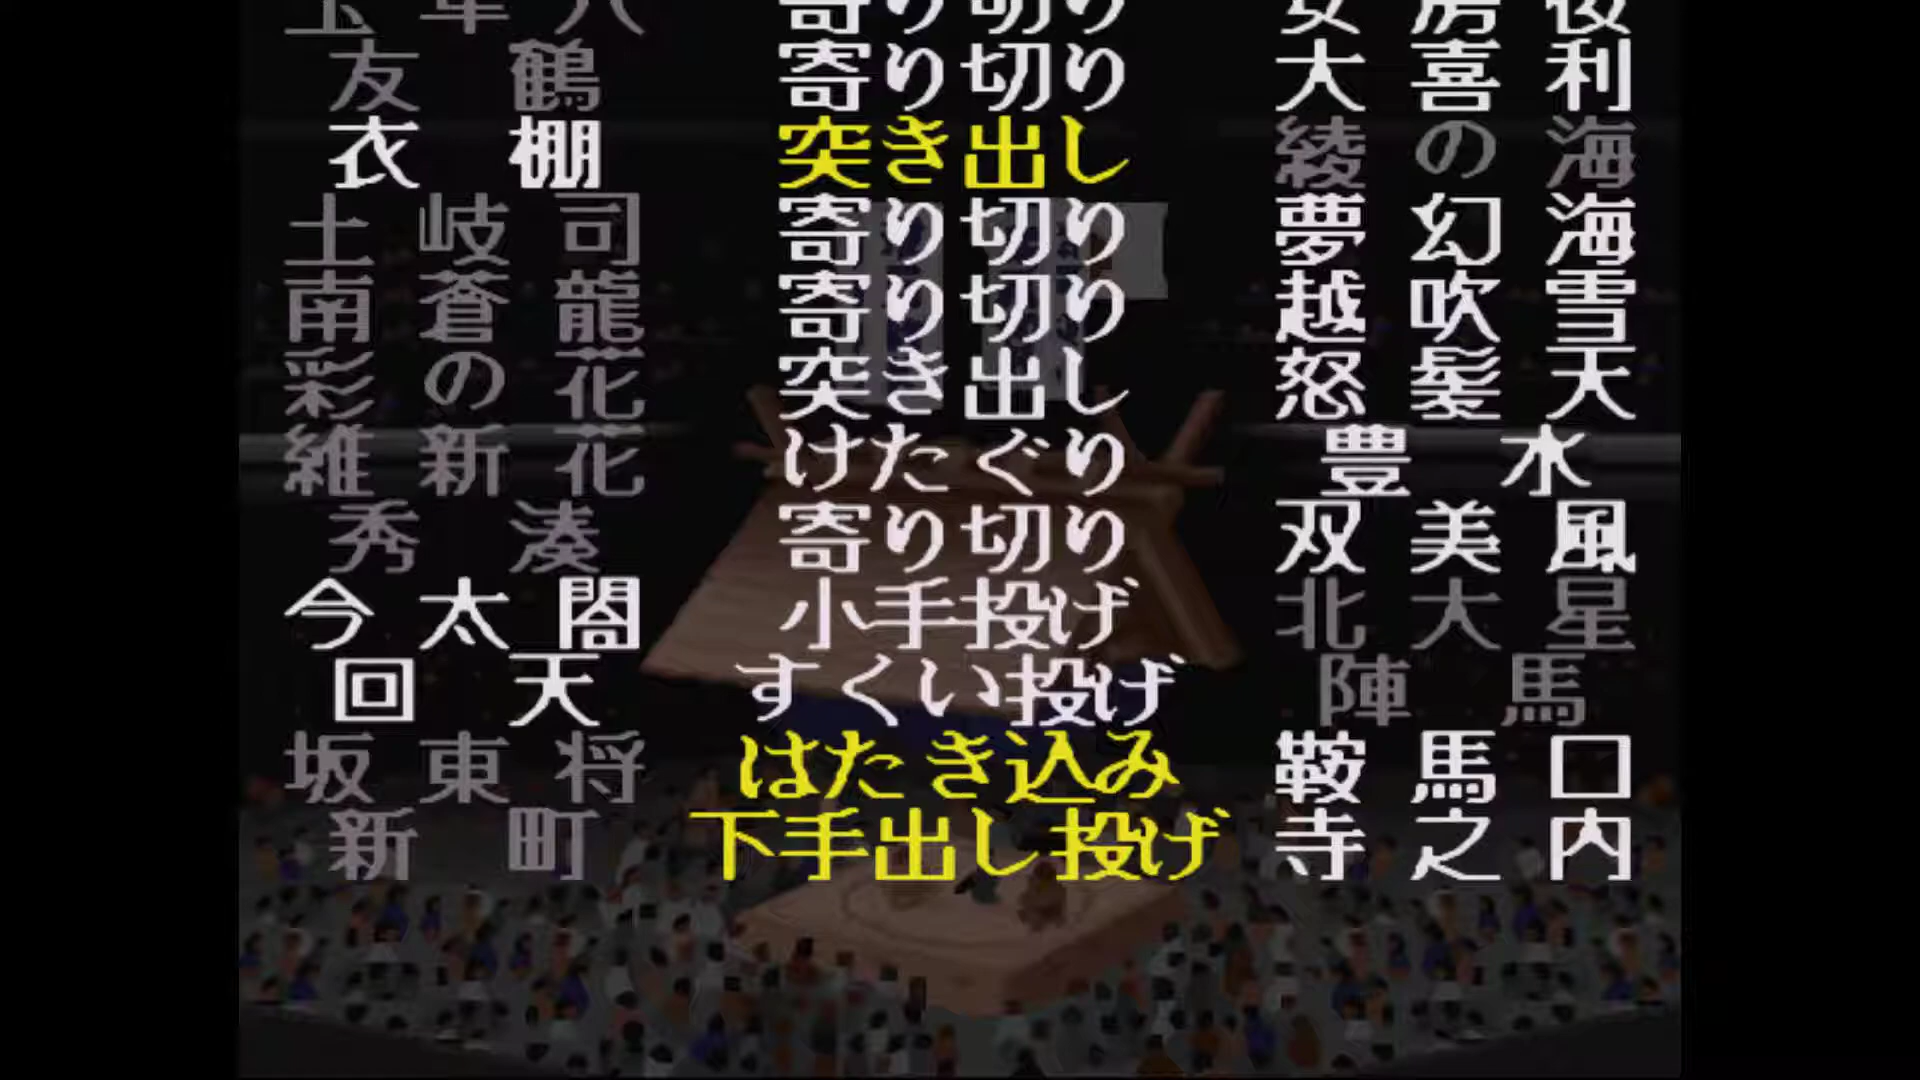 寄り切り
友鶴 寄り切り 大喜利
衣棚 突き出し 綾の海
土岐司 寄り切り 夢幻海
南蒼龍 寄り切り 越吹雪
彩の花 突き出し 怒髪天
維新花 けたぐり 豊水
秀湊 寄り切り 双美風
今太閤 小手投げ 北大星
回天 すくい投げ 陣馬
坂東将 はたき込み 鞍馬口
新町 下手出し投げ 寺之内